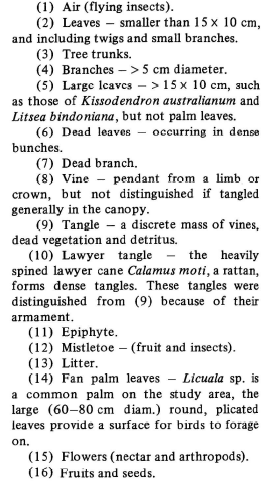 (1) Air (flying insects).
(2) Leaves – smaller than 15 x 10 cm,
and including twigs and small branches.
(3) Tree trunks.
(4) Branches – > 5 cm diameter.
(5) Large leaves – > 15 x 10 cm, such
as those of Kissodendron australianum and
Litsea bindoniana, but not palm leaves.
(6) Dead leaves – occurring in dense
bunches.
(7) Dead branch.
(8) Vine – pendant from a limb or
crown, but not distinguished if tangled
generally in the canopy.
(9) Tangle – a discrete mass of vines,
dead vegetation and detritus.
(10) Lawyer tangle – the heavily
spined lawyer cane Calamus moti, a rattan,
forms dense tangles. These tangles were
distinguished from (9) because of their
armament.
(11) Epiphyte.
(12) Mistletoe – (fruit and insects).
(13) Litter.
(14) Fan palm leaves – Licuala sp. is
a common palm on the study area, the
large (60–80 cm diam.) round, plicated
leaves provide a surface for birds to forage
on.
(15) Flowers (nectar and arthropods).
(16) Fruits and seeds.